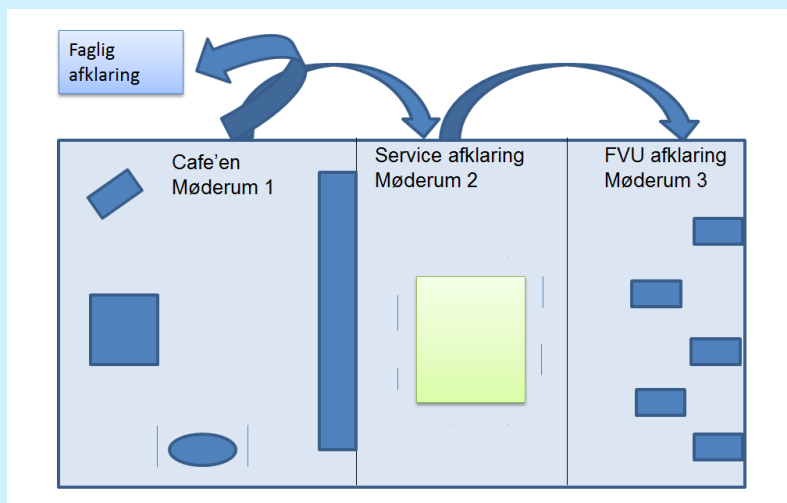 Faglig
afklaring
Cafe'en
Møderum 1
Service afklaring
Møderum 2
FVU afklaring
Møderum 3